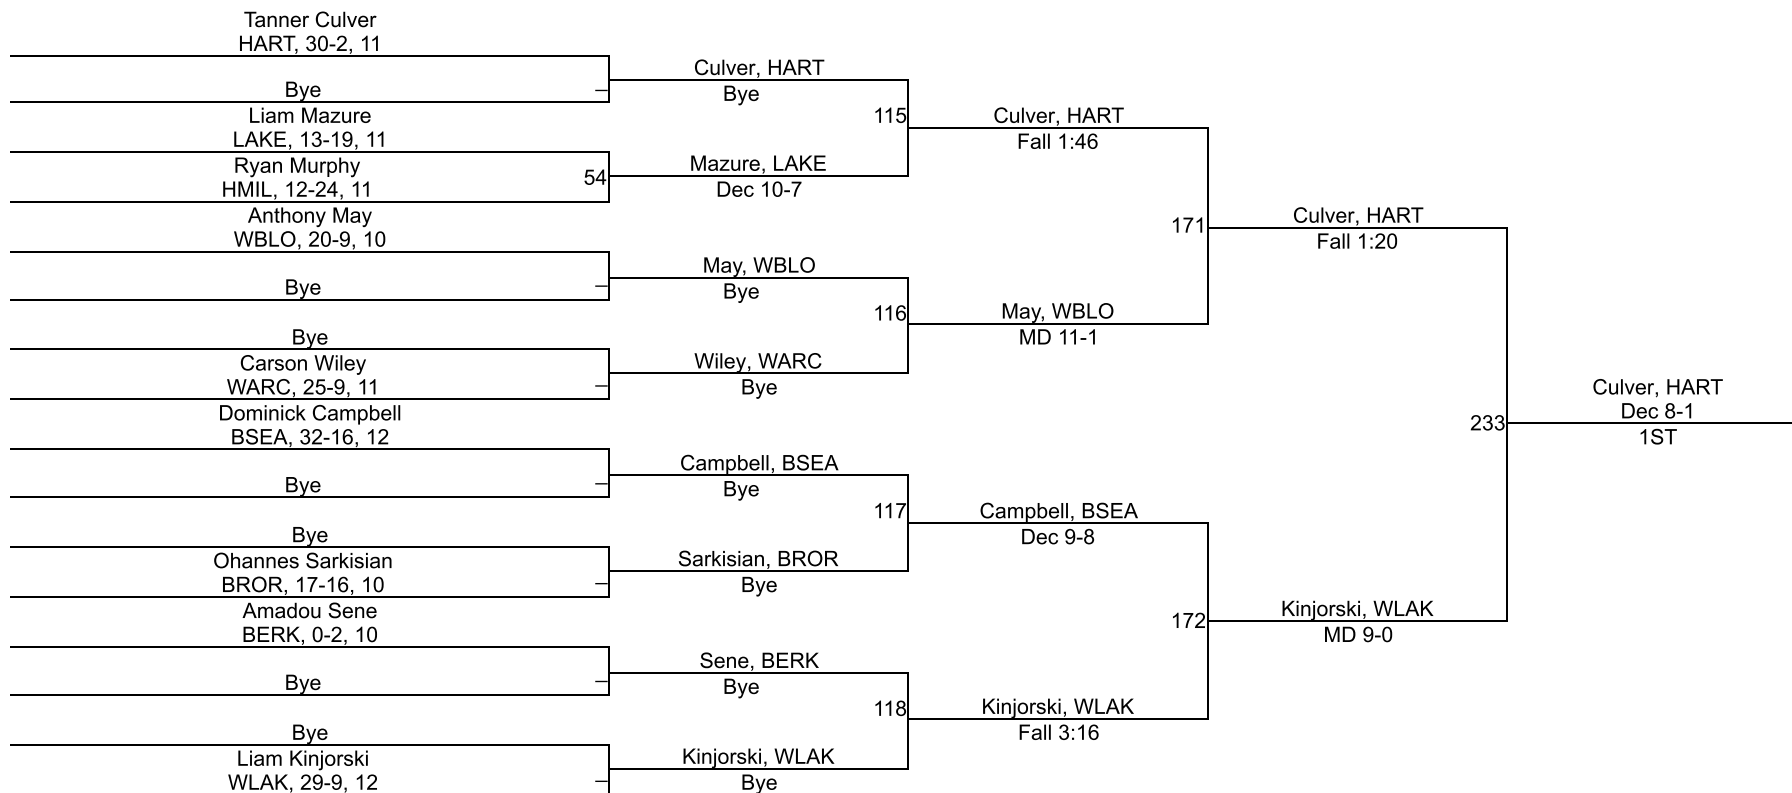 Tanner Culver
HART, 30-2, 11
Bye
–
Liam Mazure
LAKE, 13-19, 11
Ryan Murphy
HMIL, 12-24, 11
54
Anthony May
WBLO, 20-9, 10
Bye
–
Bye
Carson Wiley
WARC, 25-9, 11
–
Dominick Campbell
BSEA, 32-16, 12
Bye
–
Bye
Ohannes Sarkisian
BROR, 17-16, 10
–
Amadou Sene
BERK, 0-2, 10
Bye
–
Bye
Liam Kinjorski
WLAK, 29-9, 12
–
Culver, HART
Bye
115
Mazure, LAKE
Dec 10-7
May, WBLO
Bye
116
Wiley, WARC
Bye
Campbell, BSEA
Bye
117
Sarkisian, BROR
Bye
Sene, BERK
Bye
118
Kinjorski, WLAK
Bye
Culver, HART
Fall 1:46
171
May, WBLO
MD 11-1
Campbell, BSEA
Dec 9-8
172
Kinjorski, WLAK
Fall 3:16
Culver, HART
Fall 1:20
233
Kinjorski, WLAK
MD 9-0
Culver, HART
Dec 8-1
1ST